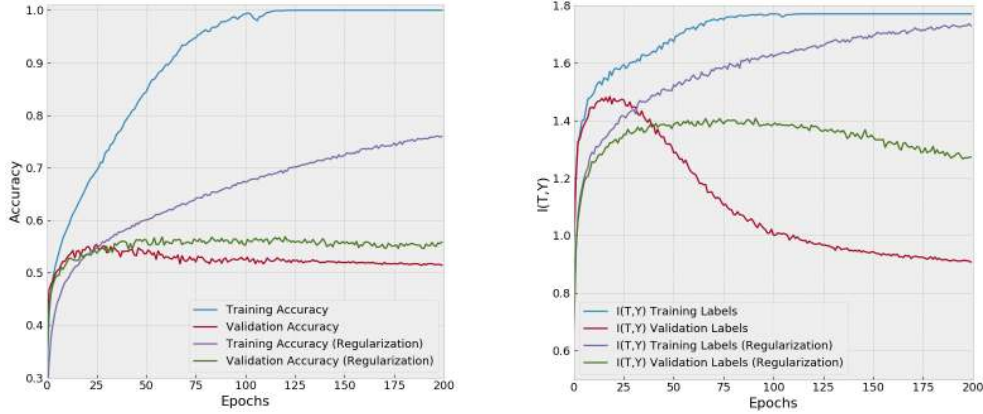 1.0
0.9
0.8
0.7
0.6
0.5
0.4
0.3
Accuracy
Training Accuracy
Validation Accuracy
Training Accuracy (Regularization)
Validation Accuracy (Regularization)
0 25 50 75 100 125 150 175 200
Epochs
1.8
1.6
1.4
1.2
1.0
0.8
0.6
I(T,Y)
I(T,Y) Training Labels
I(T,Y) Validation Labels
I(T,Y) Training Labels (Regularization)
I(T,Y) Validation Labels (Regularization)
0 25 50 75 100 125 150 175 200
Epochs